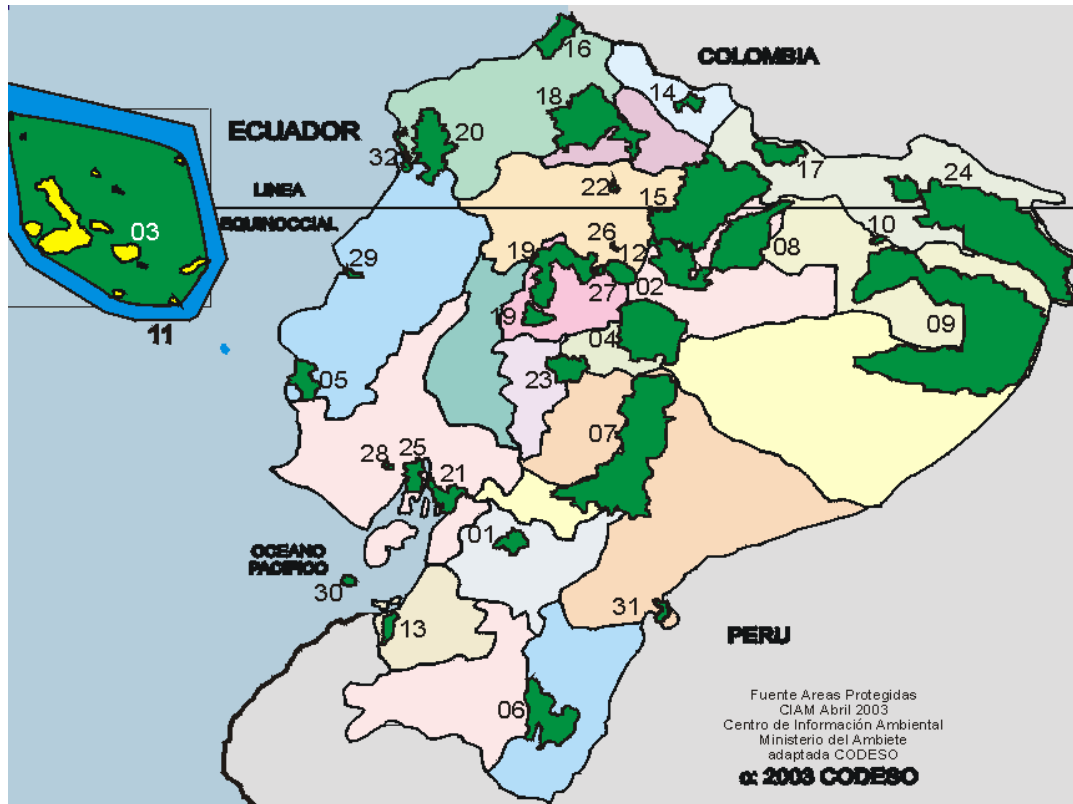 16
COLOMBIA
14
18
ECUADOR
20
32
17
24
LINEA
22
15
EQUINOCCIAL
03
10
26
19
12
08
29
27
02
11
19
04
09
05
23
07
28
25
21
01
OCEANO
PACIFICO
30
31
13
PERU
06
Fuente Areas Protegidas
CIAM Abril 2003
Centro de Información Ambiental
Ministerio del Ambiete
adaptada CODESO
α: 2003 CODESO